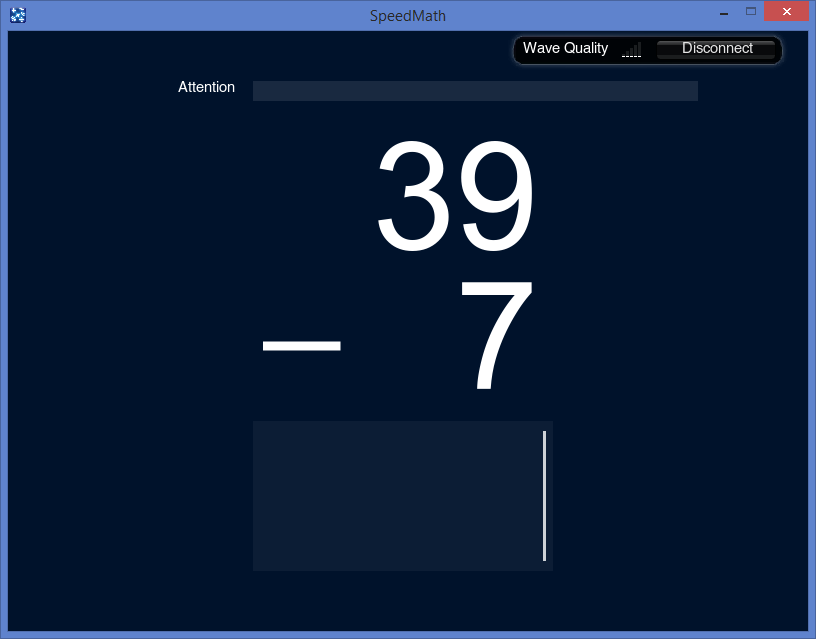 SpeedMath
Wave Quality Disconnect
Attention
39
– 7